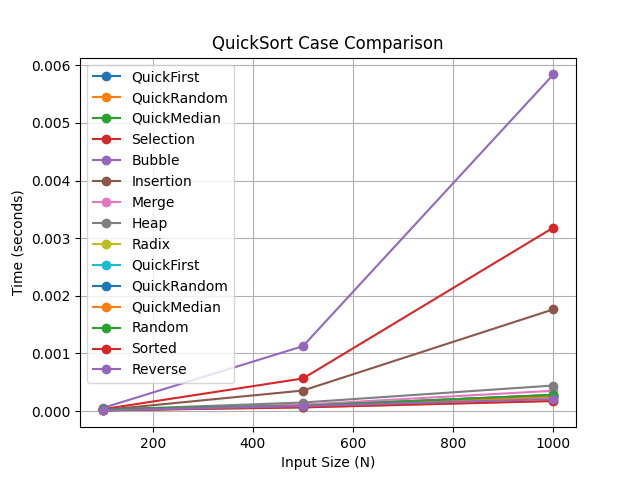 QuickSort Case Comparison
0.006
0.005
0.004
0.003
0.002
0.001
0.000
Time (seconds)
QuickFirst
QuickRandom
QuickMedian
Selection
Bubble
Insertion
Merge
Heap
Radix
QuickFirst
QuickRandom
QuickMedian
Random
Sorted
Reverse
200 400 600 800 1000
Input Size (N)